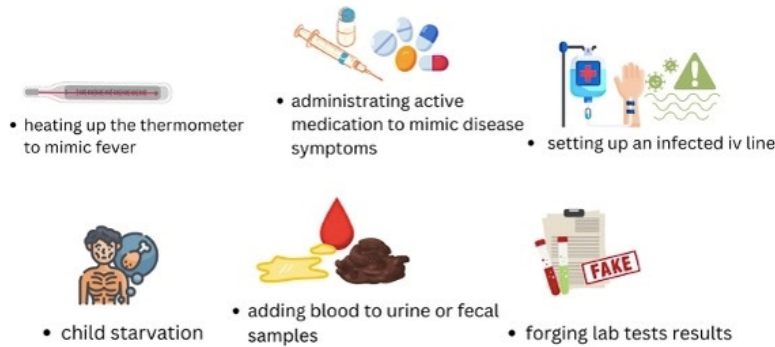 • heating up the thermometer
to mimic fever
• administrating active
medication to mimic disease
symptoms
• setting up an infected iv line
• child starvation
• adding blood to urine or fecal
samples
FAKE
• forging lab tests results